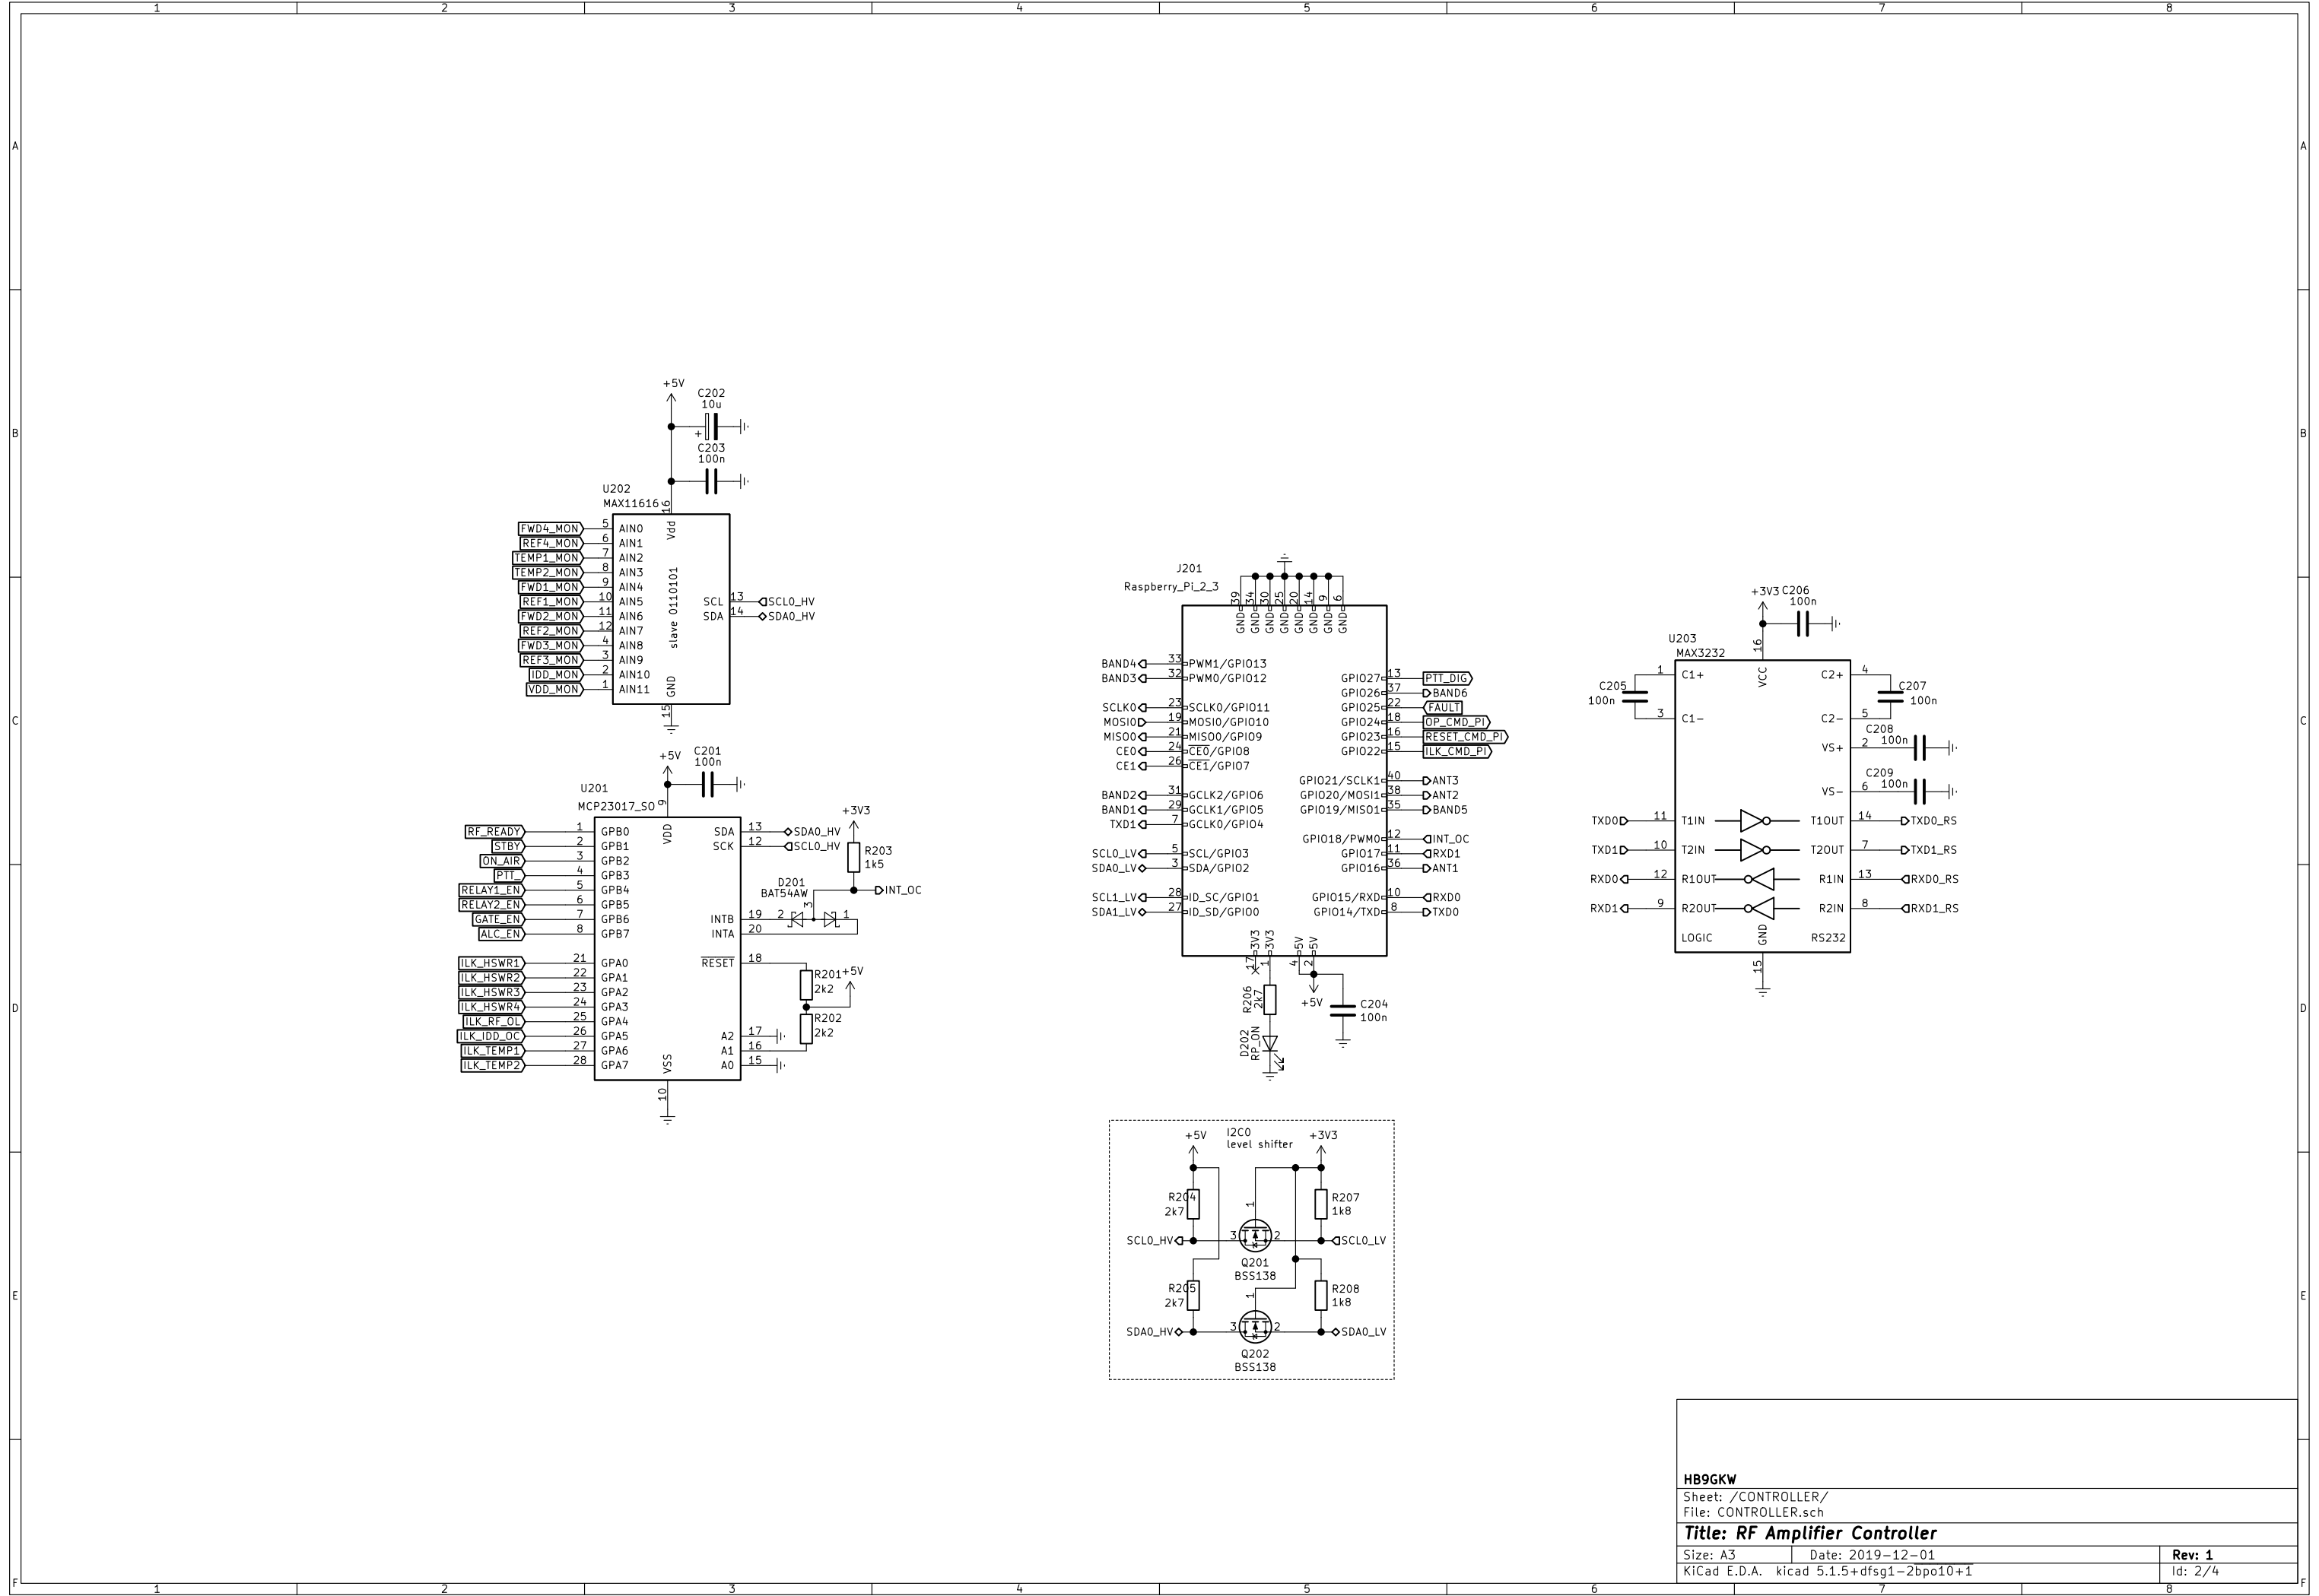 1 2 3 4 5 6 7 8
A A
B B
C C
D D
E E
F F
+5V
C202
10u
+
C203
100n
U202
MAX11616
16
Vdd
FWD4_MON 5 AIN0
REF4_MON 6 AIN1
TEMP1_MON 7 AIN2
TEMP2_MON 8 AIN3
FWD1_MON 9 AIN4
REF1_MON 10 AIN5
FWD2_MON 11 AIN6
REF2_MON 12 AIN7
FWD3_MON 4 AIN8
REF3_MON 3 AIN9
IDD_MON 2 AIN10
VDD_MON 1 AIN11
slave 0110101
SCL 13 SCL0_HV
SDA 14 SDA0_HV
GND
15
+5V
C201
100n
U201
MCP23017_SO
9
VDD
RF_READY 1 GPB0
STBY 2 GPB1
ON_AIR 3 GPB2
PTT_ 4 GPB3
RELAY1_EN 5 GPB4
RELAY2_EN 6 GPB5
GATE_EN 7 GPB6
ALC_EN 8 GPB7
ILK_HSWR1 21 GPA0
ILK_HSWR2 22 GPA1
ILK_HSWR3 23 GPA2
ILK_HSWR4 24 GPA3
ILK_RF_OL 25 GPA4
ILK_IDD_OC 26 GPA5
ILK_TEMP1 27 GPA6
ILK_TEMP2 28 GPA7
SDA 13 SDA0_HV
SCK 12 SCL0_HV
+3V3
R203
1k5
INT_OC
D201
BAT54AW
3
INTB 19 2 1
INTA 20
RESET 18
R201
2k2
+5V
R202
2k2
A2 17
A1 16
A0 15
VSS
10
J201
Raspberry_Pi_2_3
39 34 30 25 20 14 9 6
GND GND GND GND GND GND GND GND
BAND4 33 PWM1/GPIO13
BAND3 32 PWM0/GPIO12
SCLK0 23 SCLK0/GPIO11
MOSI0 19 MOSI0/GPIO10
MISO0 21 MISO0/GPIO9
CE0 24 CE0/GPIO8
CE1 26 CE1/GPIO7
BAND2 31 GCLK2/GPIO6
BAND1 29 GCLK1/GPIO5
TXD1 7 GCLK0/GPIO4
SCL0_LV 5 SCL/GPIO3
SDA0_LV 3 SDA/GPIO2
SCL1_LV 28 ID_SC/GPIO1
SDA1_LV 27 ID_SD/GPIO0
GPIO27 13 PTT_DIG
GPIO26 37 BAND6
GPIO25 22 FAULT
GPIO24 18 OP_CMD_PI
GPIO23 16 RESET_CMD_PI
GPIO22 15 ILK_CMD_PI
GPIO21/SCLK1 40 ANT3
GPIO20/MOSI1 38 ANT2
GPIO19/MISO1 35 BAND5
GPIO18/PWM0 12 INT_OC
GPIO17 11 RXD1
GPIO16 36 ANT1
GPIO15/RXD 10 RXD0
GPIO14/TXD 8 TXD0
3V3 3V3 5V 5V
17 1 4 2
R206
2k7
+5V
C204
100n
D202
RP_ON
+3V3
C206
100n
U203
MAX3232
16
VCC
C205
100n
1 C1+
3 C1-
C2+ 4
C2- 5
C207
100n
C208
100n
VS+ 2
C209
100n
VS- 6
TXD0 11 T1IN T1OUT 14 TXD0_RS
TXD1 10 T2IN T2OUT 7 TXD1_RS
RXD0 12 R1OUT R1IN 13 RXD0_RS
RXD1 9 R2OUT R2IN 8 RXD1_RS
LOGIC GND RS232
15
+5V
I2C0
level shifter
+3V3
R204
2k7
1
R207
1k8
SCL0_HV 3 2 SCL0_LV
Q201
BSS138
R205
2k7
1
R208
1k8
SDA0_HV 3 2 SDA0_LV
Q202
BSS138
HB9GKW
Sheet: /CONTROLLER/
File: CONTROLLER.sch
Title: RF Amplifier Controller
Size: A3 Date: 2019-12-01 Rev: 1
KiCad E.D.A. kicad 5.1.5+dfsg1-2bpo10+1 Id: 2/4
1 2 3 4 5 6 7 8